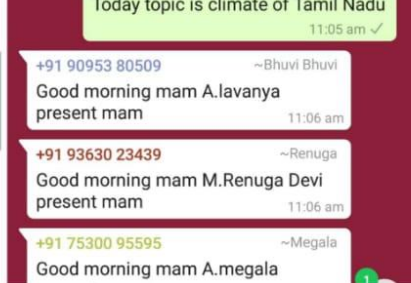 Today topic is climate of Tamil Nadu
11:05 am ✓
+91 90953 80509 ~Bhuvi Bhuvi
Good morning mam A.lavanya
present mam 11:06 am
+91 93630 23439 ~Renuga
Good morning mam M.Renuga Devi
present mam 11:06 am
+91 75300 95595 ~Megala
Good morning mam A.megala
1